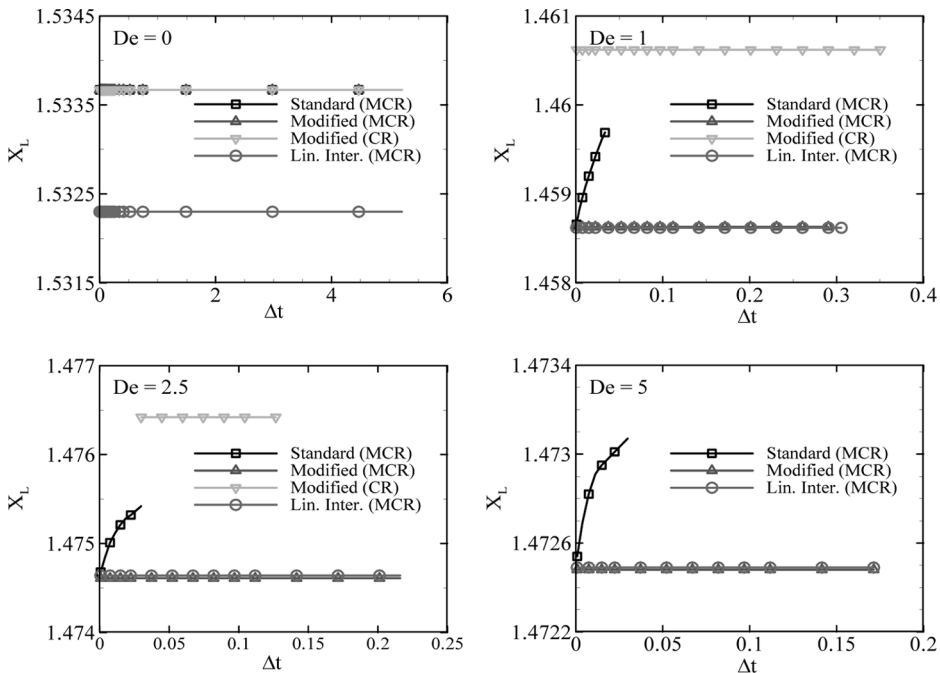 De = 0
1.5345
1.5335
1.5325
1.5315
X_L
Standard (MCR)
Modified (MCR)
Modified (CR)
Lin. Inter. (MCR)
0 2 4 6
Δt
De = 1
1.461
1.46
1.459
1.458
X_L
Standard (MCR)
Modified (MCR)
Modified (CR)
Lin. Inter. (MCR)
0 0.1 0.2 0.3 0.4
Δt
De = 2.5
1.477
1.476
1.475
1.474
X_L
Standard (MCR)
Modified (MCR)
Modified (CR)
Lin. Inter. (MCR)
0 0.05 0.1 0.15 0.2 0.25
Δt
De = 5
1.4734
1.473
1.4726
1.4722
X_L
Standard (MCR)
Modified (MCR)
Lin. Inter. (MCR)
0 0.05 0.1 0.15 0.2
Δt